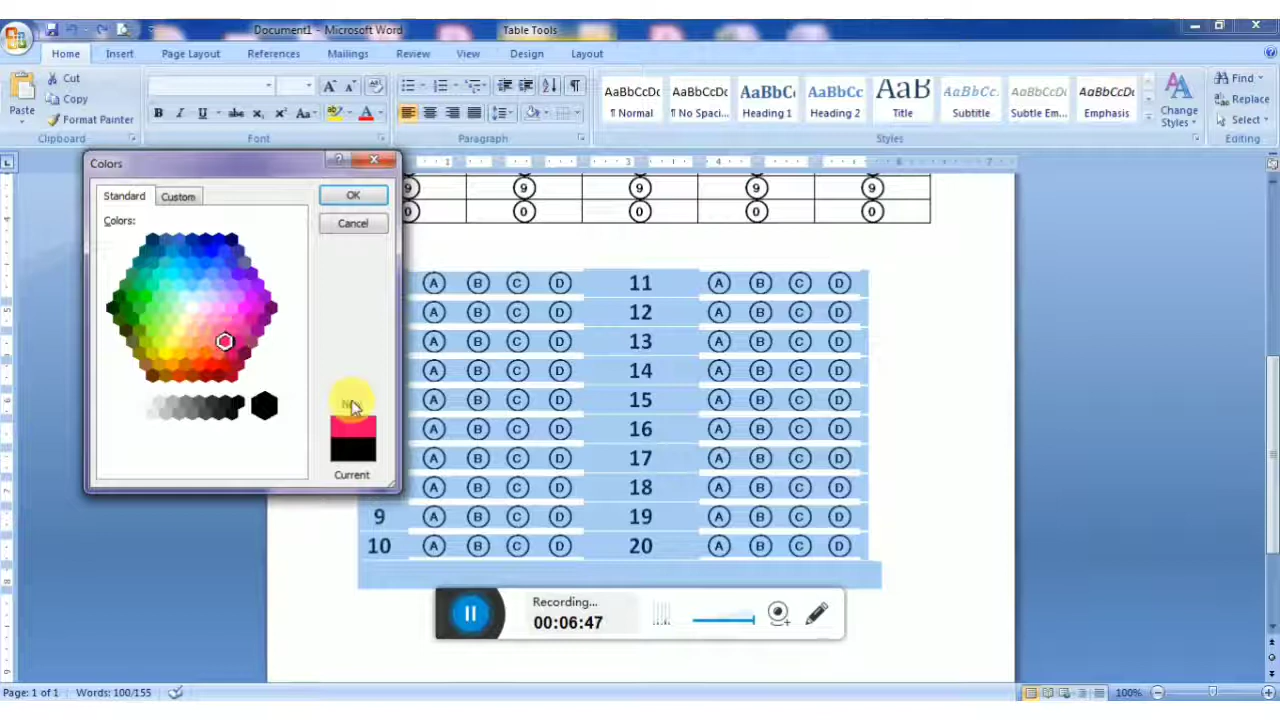 Document1 - Microsoft Word
Table Tools
Home Insert Page Layout References Mailings Review View Design Layout
Cut
Copy
Format Painter
Paste
Clipboard
Font
Paragraph
AaBbCcDc AaBbCcDc AaBbC AaBbCc AaB AaBbCc. AaBbCcDc AaBbCcDc
¶ Normal ¶ No Spaci... Heading 1 Heading 2 Title Subtitle Subtle Em... Emphasis
Change Styles
Styles
Find
Replace
Select
Editing
Colors
Standard Custom
Colors:
OK
Cancel
Current
9 9 9 9 9
0 0 0 0 0
A B C D 11 A B C D
A B C D 12 A B C D
A B C D 13 A B C D
A B C D 14 A B C D
A B C D 15 A B C D
A B C D 16 A B C D
A B C D 17 A B C D
A B C D 18 A B C D
9 A B C D 19 A B C D
10 A B C D 20 A B C D
Recording...
00:06:47
Page: 1 of 1 Words: 100/155
100%